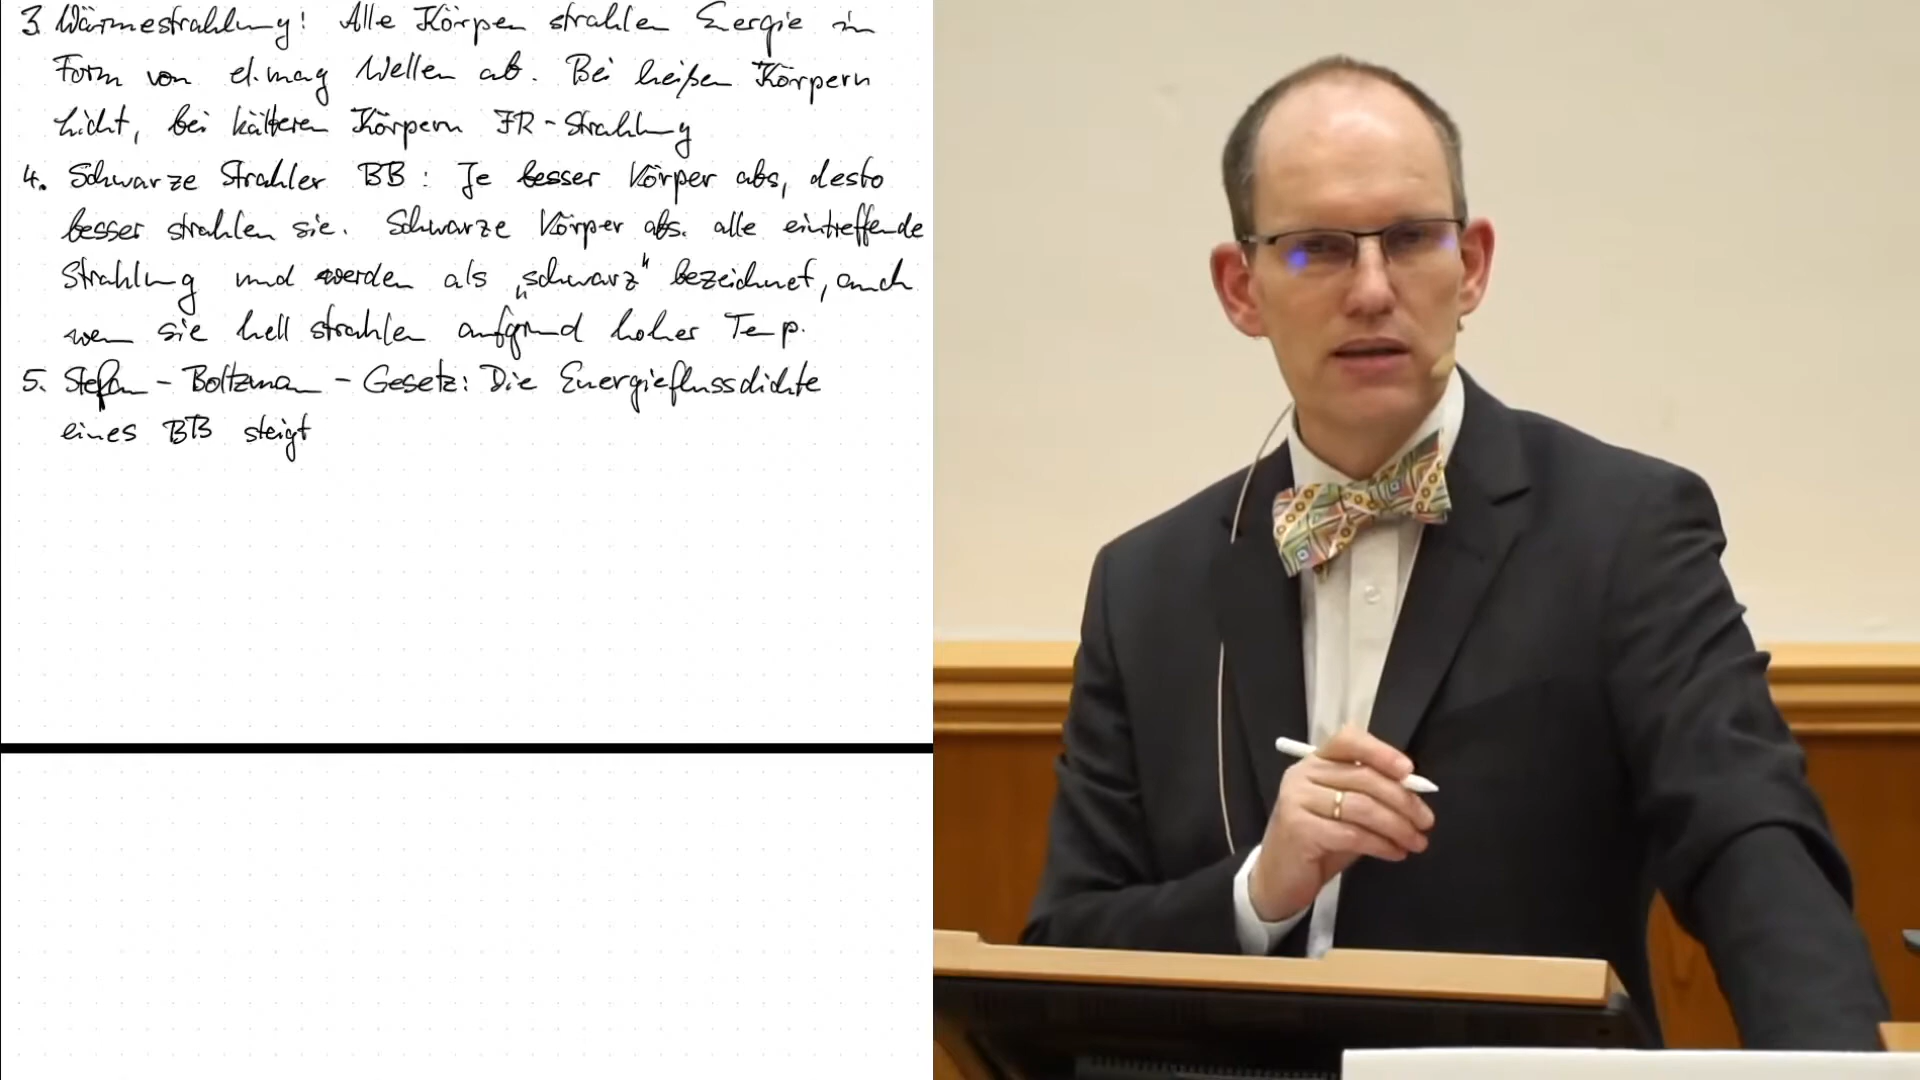 3. Wärmestrahlung: Alle Körper strahlen Energie in
Form von el.mag Wellen ab. Bei heißen Körpern
Licht, bei kälteren Körpern IR-Strahlung
4. Schwarze Strahler BB: Je besser Körper abs, desto
besser strahlen sie. Schwarze Körper abs. alle eintreffende
Strahlung und werden als „schwarz" bezeichnet, auch
wenn sie hell strahlen aufgrund hoher Temp.
5. Stefan-Boltzman-Gesetz: Die Energieflussdichte
eines BB steigt